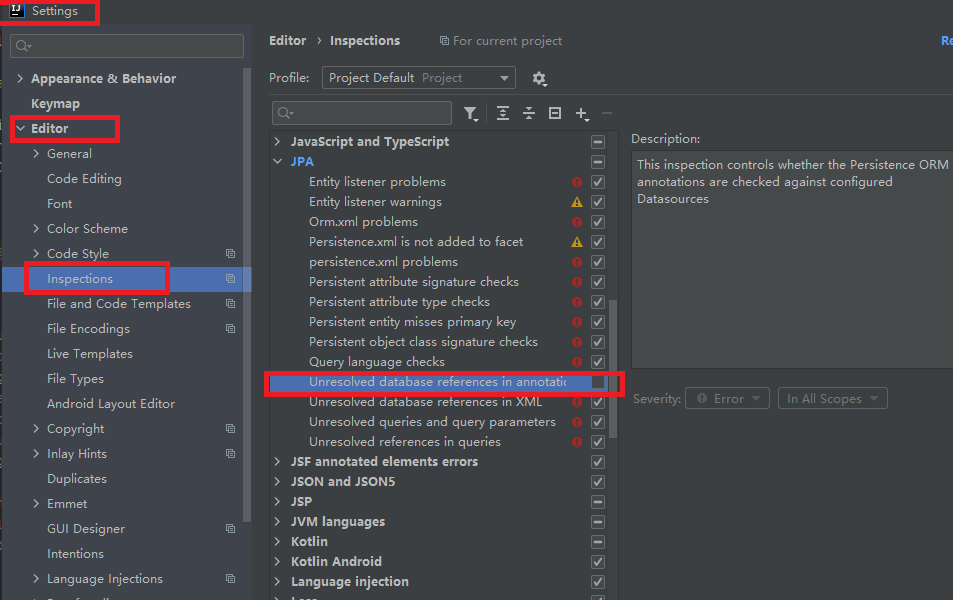 IJ
Settings
Appearance & Behavior
Keymap
Editor
General
Code Editing
Font
Color Scheme
Code Style
Inspections
File and Code Templates
File Encodings
Live Templates
File Types
Android Layout Editor
Copyright
Inlay Hints
Duplicates
Emmet
GUI Designer
Intentions
Language Injections
Editor › Inspections
For current project
Re
Profile:
Project Default Project
JavaScript and TypeScript
JPA
Entity listener problems
Entity listener warnings
Orm.xml problems
Persistence.xml is not added to facet
persistence.xml problems
Persistent attribute signature checks
Persistent attribute type checks
Persistent entity misses primary key
Persistent object class signature checks
Query language checks
Unresolved database references in annotatic
Unresolved database references in XML
Unresolved queries and query parameters
Unresolved references in queries
JSF annotated elements errors
JSON and JSON5
JSP
JVM languages
Kotlin
Kotlin Android
Language injection
Description:
This inspection controls whether the Persistence ORM
annotations are checked against configured
Datasources
Severity:
Error
In All Scopes